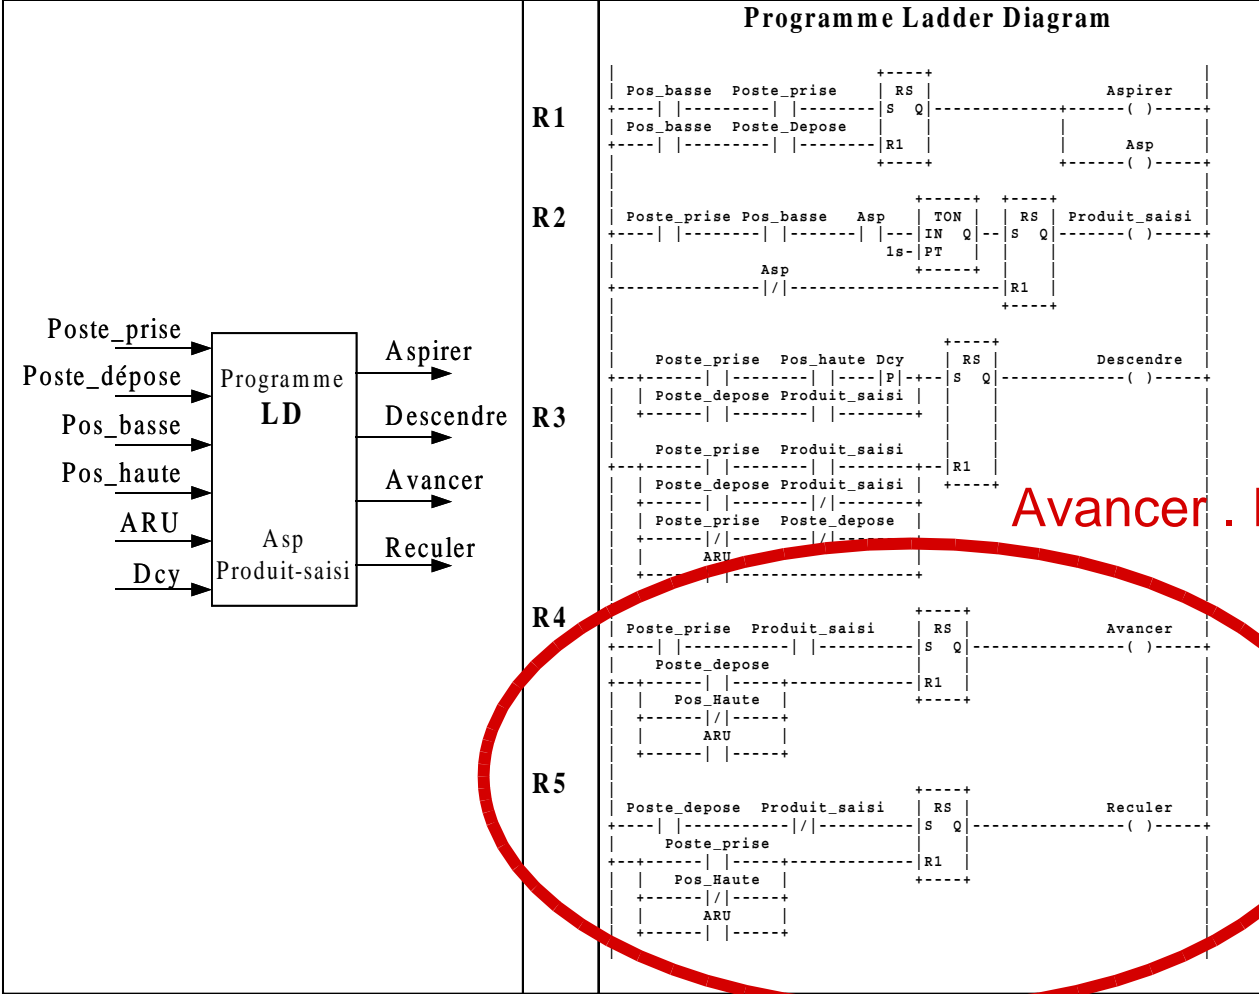 Programme Ladder Diagram
Poste_prise
Poste_dépose
Pos_basse
Pos_haute
ARU
Dcy
Programme
LD
Asp
Produit-saisi
Aspirer
Descendre
Avancer
Reculer
R1
Pos_basse Poste_prise RS Aspirer
S Q ( )
Pos_basse Poste_Depose
R1 Asp
( )
R2
Poste_prise Pos_basse Asp TON RS Produit_saisi
IN Q S Q ( )
1s- PT
Asp
/ R1
R3
Poste_prise Pos_haute Dcy RS Descendre
P S Q ( )
Poste_depose Produit_saisi
Poste_prise Produit_saisi
R1
Poste_depose Produit_saisi
/
Poste_prise Poste_depose
/ /
ARU
Avancer .
R4
Poste_prise Produit_saisi RS Avancer
S Q ( )
Poste_depose
R1
Pos_Haute
/
ARU
R5
Poste_depose Produit_saisi RS Reculer
/ S Q ( )
Poste_prise
R1
Pos_Haute
/
ARU